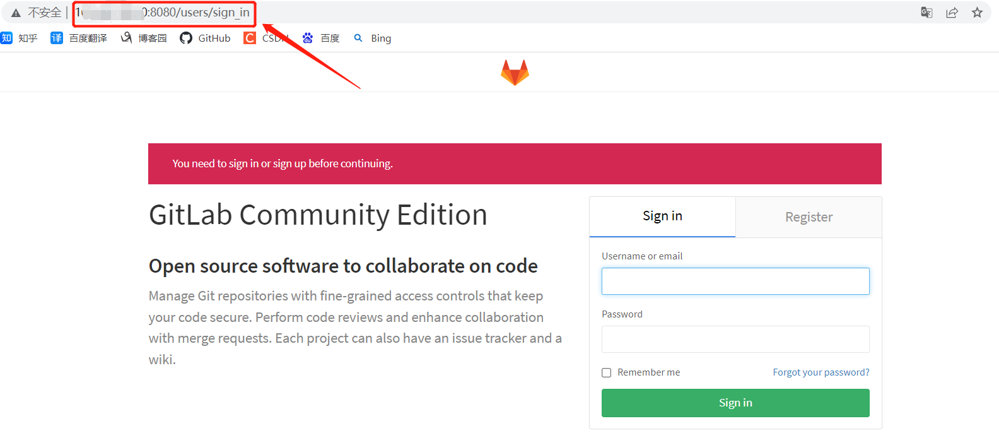 不安全 | 0:8080/users/sign_in
知 知乎 译 百度翻译 博客园 GitHub C CSDN du 百度 Bing
You need to sign in or sign up before continuing.
GitLab Community Edition
Open source software to collaborate on code
Manage Git repositories with fine-grained access controls that keep
your code secure. Perform code reviews and enhance collaboration
with merge requests. Each project can also have an issue tracker and a
wiki.
Sign in Register
Username or email
Password
Remember me Forgot your password?
Sign in